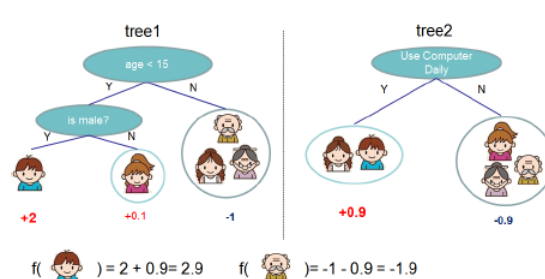 tree1
tree2
age < 15
Use Computer
Daily
Y
N
Y
N
is male?
Y
N
+2
+0.1
-1
+0.9
-0.9
f( ) = 2 + 0.9= 2.9
f( )= -1 - 0.9 = -1.9